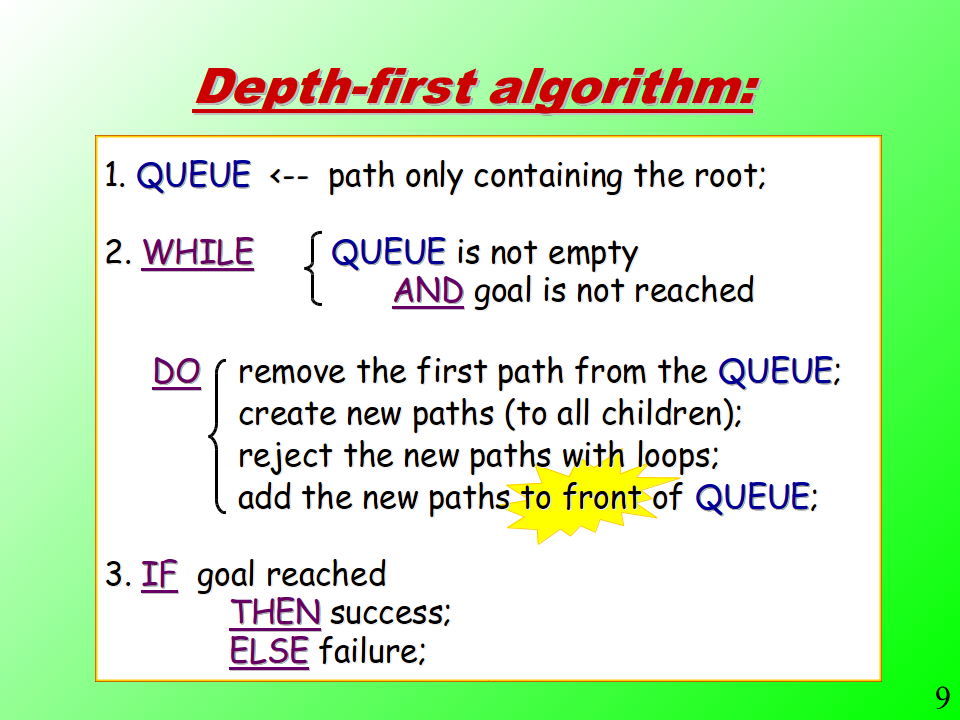 Depth-first algorithm:
1. QUEUE <-- path only containing the root;
2. WHILE QUEUE is not empty
AND goal is not reached
DO remove the first path from the QUEUE;
create new paths (to all children);
reject the new paths with loops;
add the new paths to front of QUEUE;
3. IF goal reached
THEN success;
ELSE failure;
9